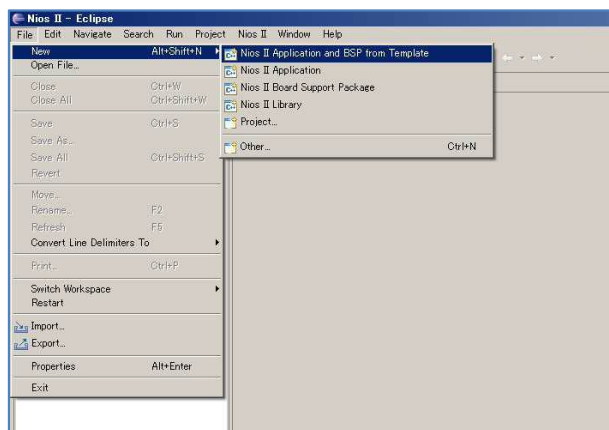 Nios II - Eclipse
File Edit Navigate Search Run Project Nios II Window Help
New Alt+Shift+N
Open File...
Close Ctrl+W
Close All Ctrl+Shift+W
Save Ctrl+S
Save As...
Save All Ctrl+Shift+S
Revert
Move...
Rename... F2
Refresh F5
Convert Line Delimiters To
Print... Ctrl+P
Switch Workspace
Restart
Import...
Export...
Properties Alt+Enter
Exit
Nios II Application and BSP from Template
Nios II Application
Nios II Board Support Package
Nios II Library
Project...
Other... Ctrl+N